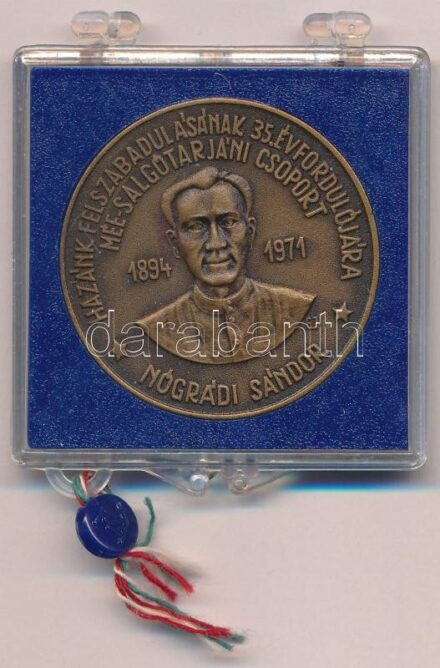 HAZÁNK FELSZABADULÁSÁNAK 35. ÉVFORDULÓJÁRA
MÉE-SALGÓTARJÁNI CSOPORT
1894 1971
NÓGRÁDI SÁNDOR
darabanth